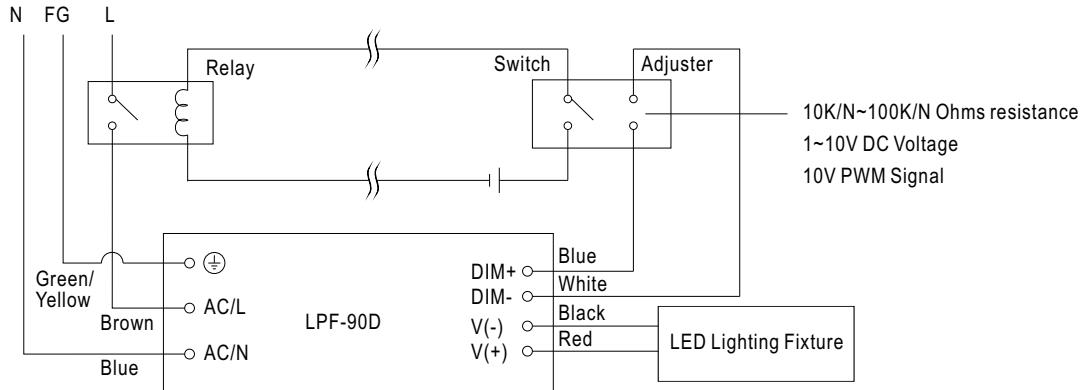 N FG L
Relay
Switch
Adjuster
10K/N~100K/N Ohms resistance
1~10V DC Voltage
10V PWM Signal
Green/
Yellow
Brown
Blue
AC/L
AC/N
LPF-90D
DIM+
DIM-
V(-)
V(+)
Blue
White
Black
Red
LED Lighting Fixture